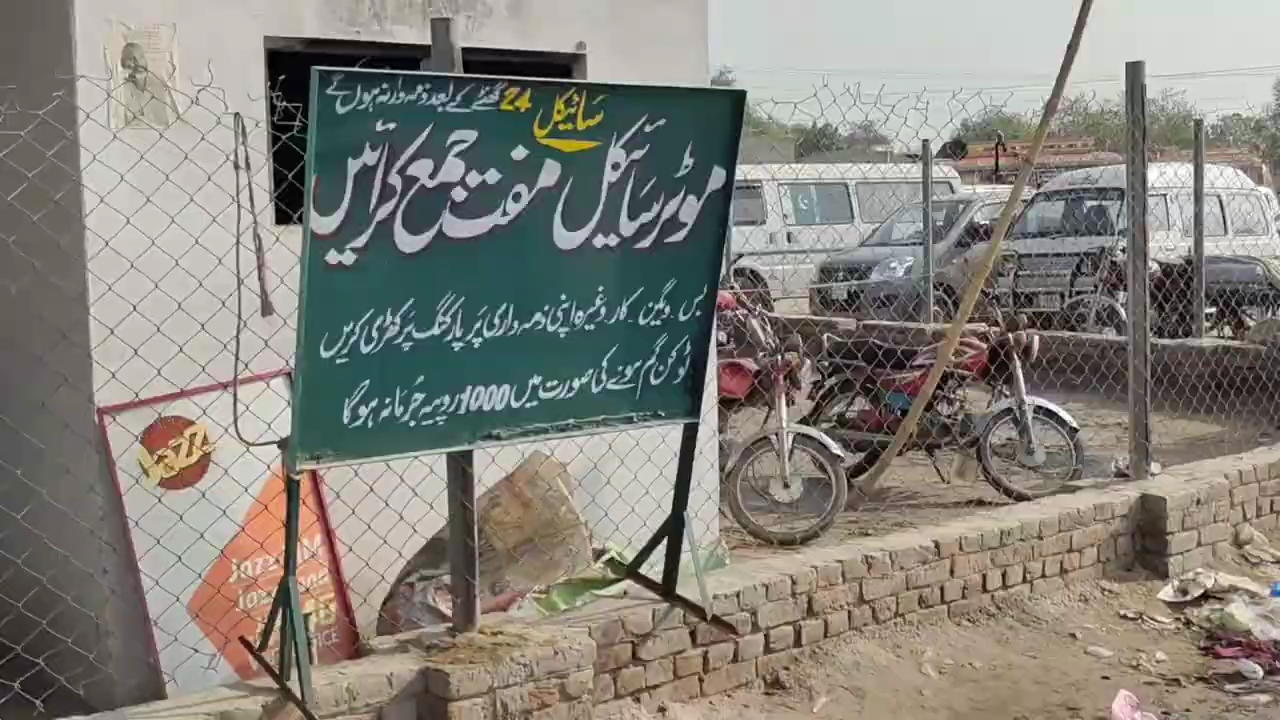 سائیکل 24 گھنٹے کے بعد ذمہ دار نہ ہوں گے
موٹر سائیکل مفت جمع کرائیں
بس . ویگن . کار وغیرہ اپنی ذمہ داری پر پارکنگ پر کھڑی کریں
ٹوکن گم ہونے کی صورت میں 1000 روپیہ جُرمانہ ہوگا
Jazz